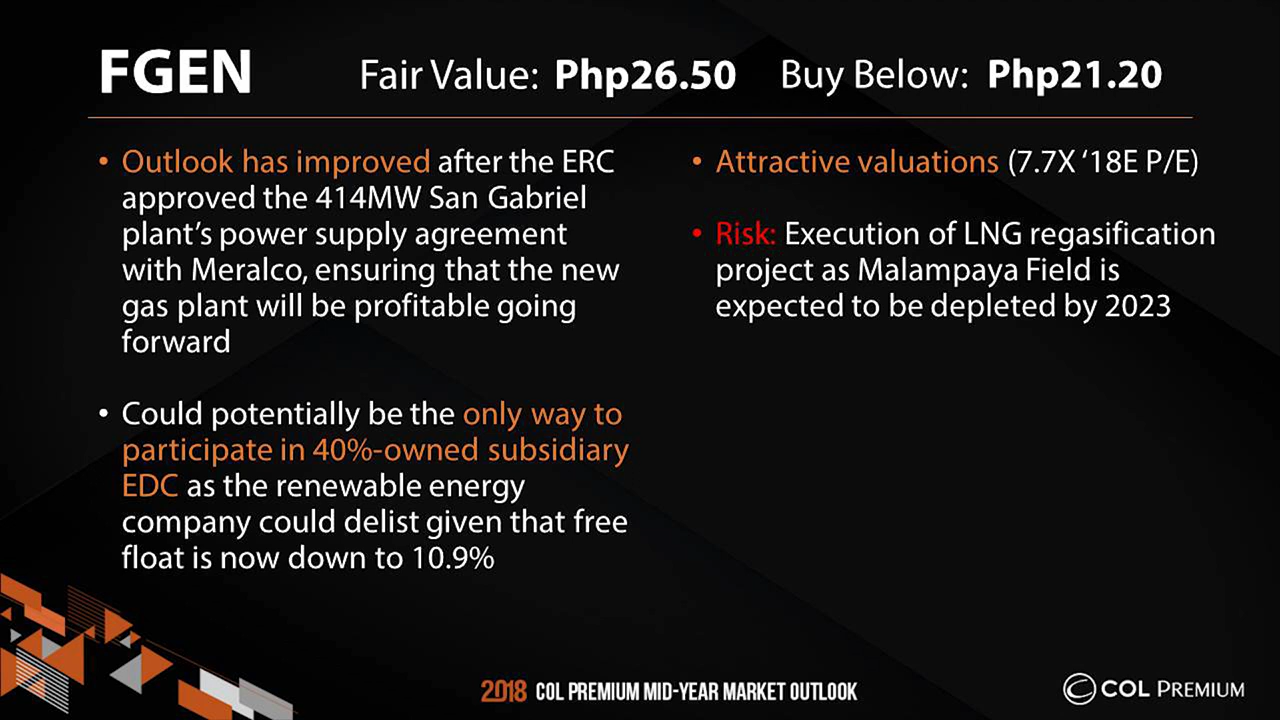 FGEN Fair Value: Php26.50 Buy Below: Php21.20
• Outlook has improved after the ERC
approved the 414MW San Gabriel
plant’s power supply agreement
with Meralco, ensuring that the new
gas plant will be profitable going
forward
• Could potentially be the only way to
participate in 40%-owned subsidiary
EDC as the renewable energy
company could delist given that free
float is now down to 10.9%
• Attractive valuations (7.7X ‘18E P/E)
• Risk: Execution of LNG regasification
project as Malampaya Field is
expected to be depleted by 2023
2018 COL PREMIUM MID-YEAR MARKET OUTLOOK
COL PREMIUM